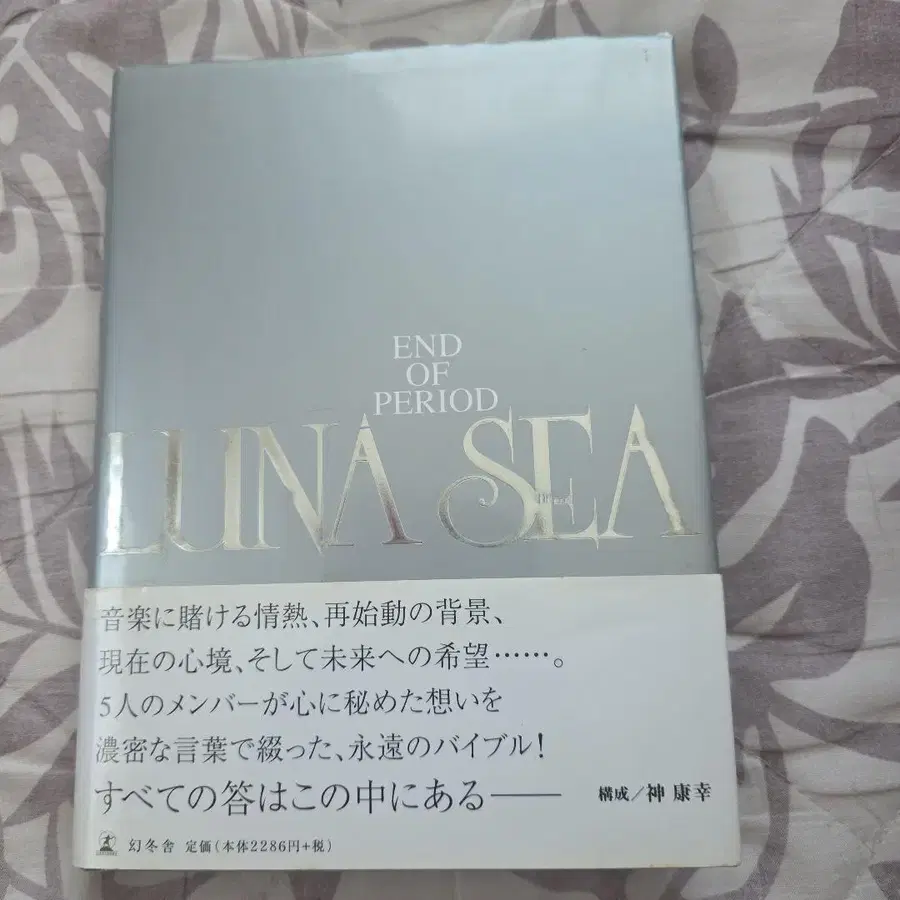 END
OF
PERIOD
LUNA SEA
音楽に賭ける情熱、再始動の背景、
現在の心境、そして未来への希望……。
5人のメンバーが心に秘めた想いを
濃密な言葉で綴った、永遠のバイブル!
すべての答はこの中にある——
構成/神 康幸
幻冬舎 定価(本体2286円+税)